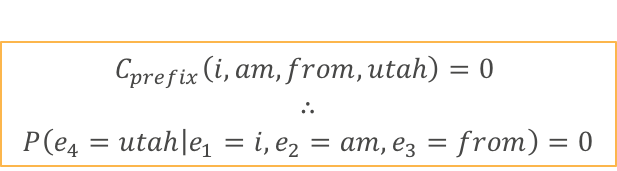 C_prefix(i, am, from, utah) = 0
∴
P(e_4 = utah|e_1 = i, e_2 = am, e_3 = from) = 0